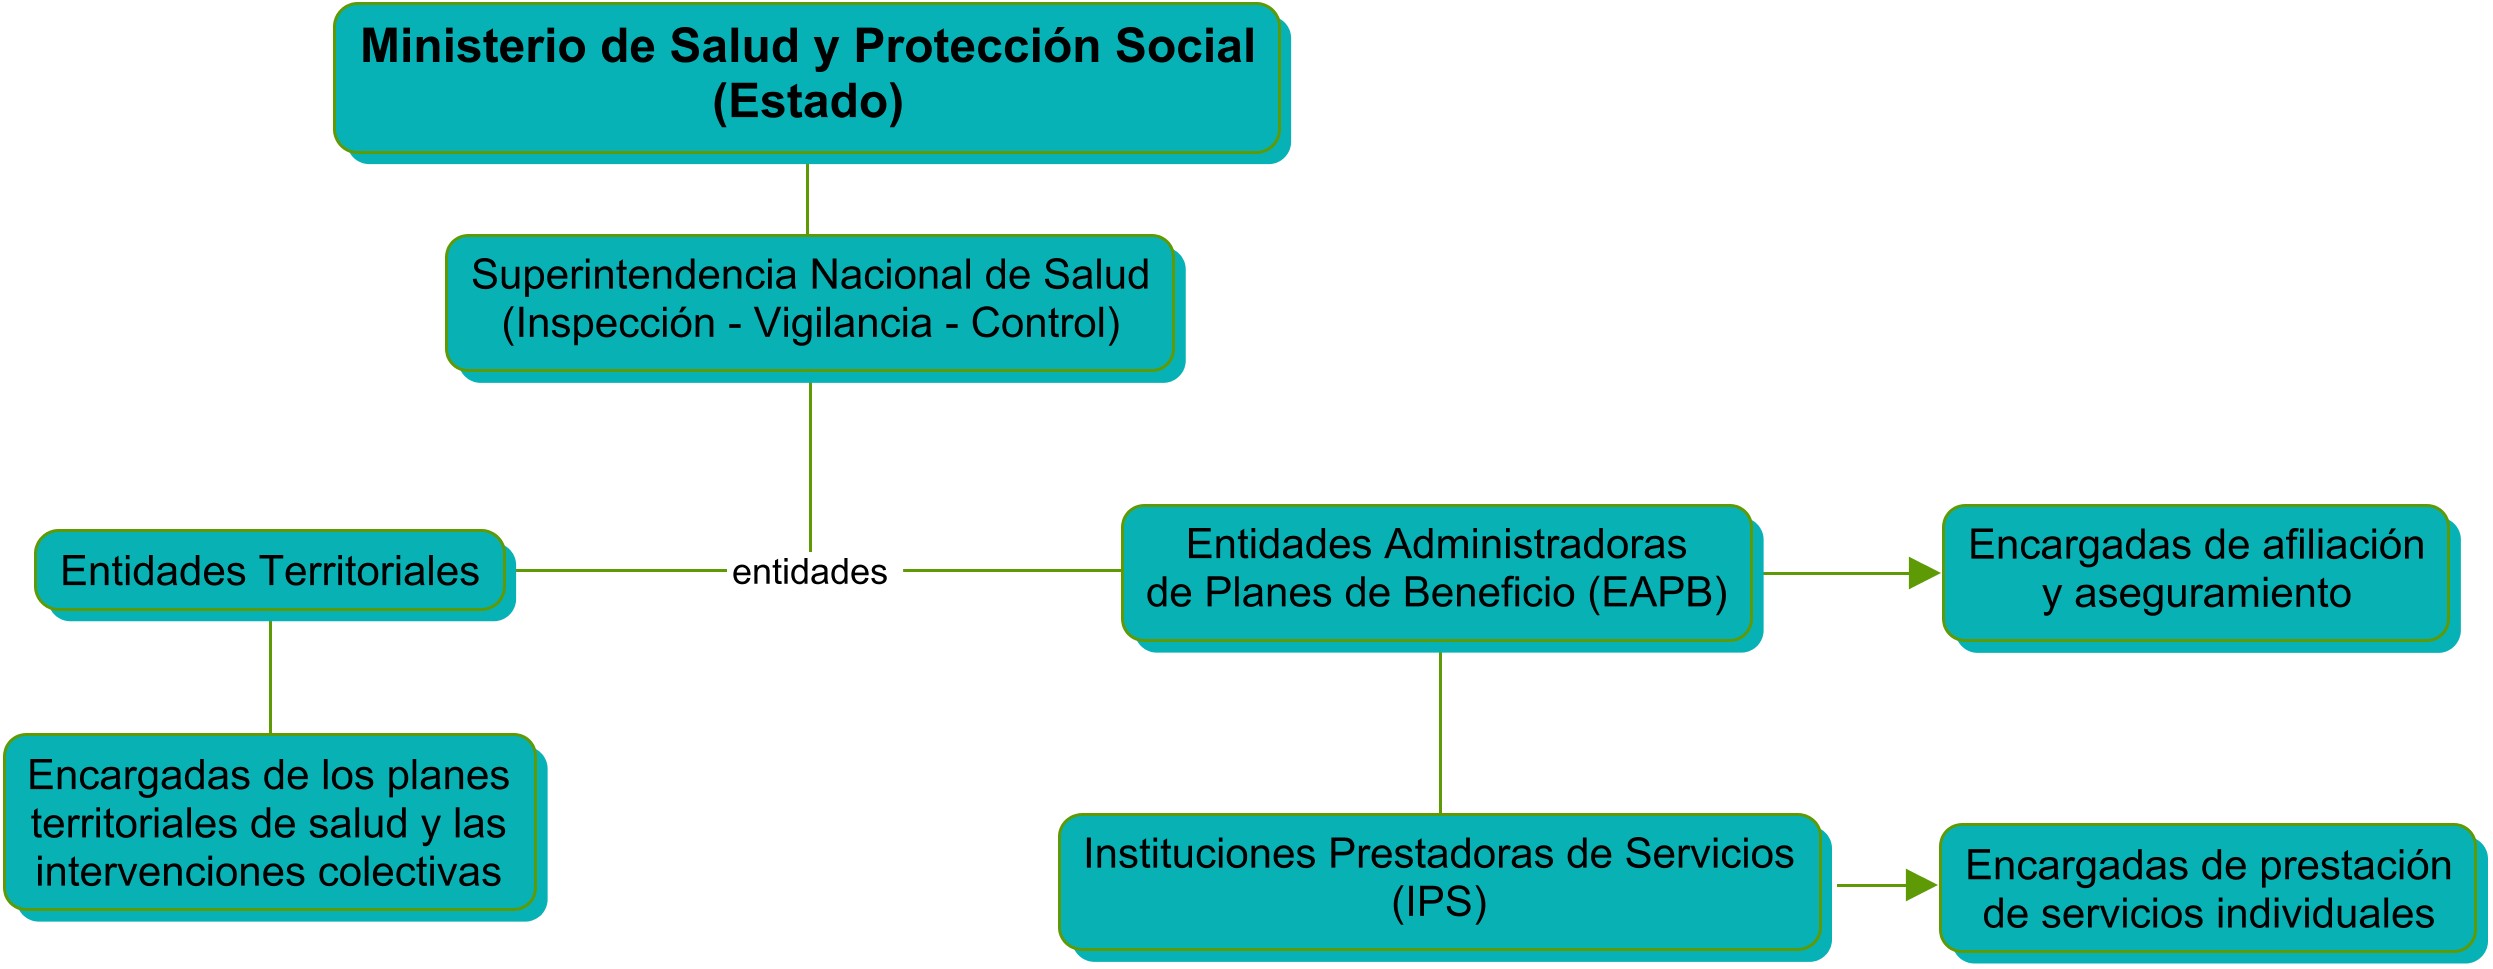 Ministerio de Salud y Protección Social
(Estado)
Superintendencia Nacional de Salud
(Inspección - Vigilancia - Control)
Entidades Territoriales
entidades
Entidades Administradoras
de Planes de Beneficio (EAPB)
Encargadas de afiliación
y aseguramiento
Encargadas de los planes
territoriales de salud y las
intervenciones colectivas
Instituciones Prestadoras de Servicios
(IPS)
Encargadas de prestación
de servicios individuales